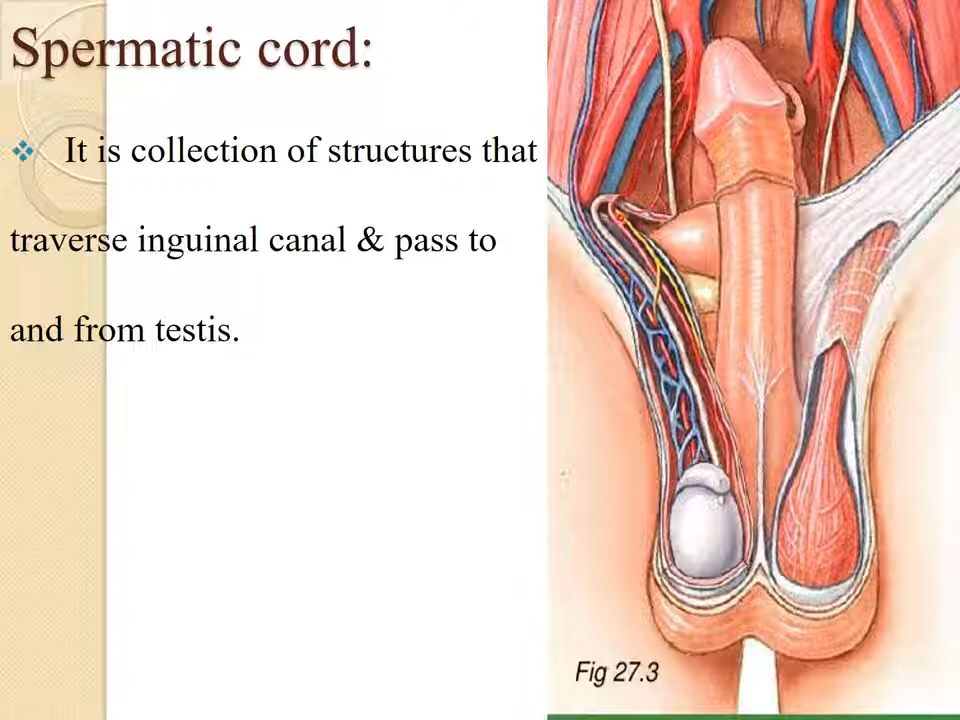 Spermatic cord:
It is collection of structures that
traverse inguinal canal & pass to
and from testis.
Fig 27.3